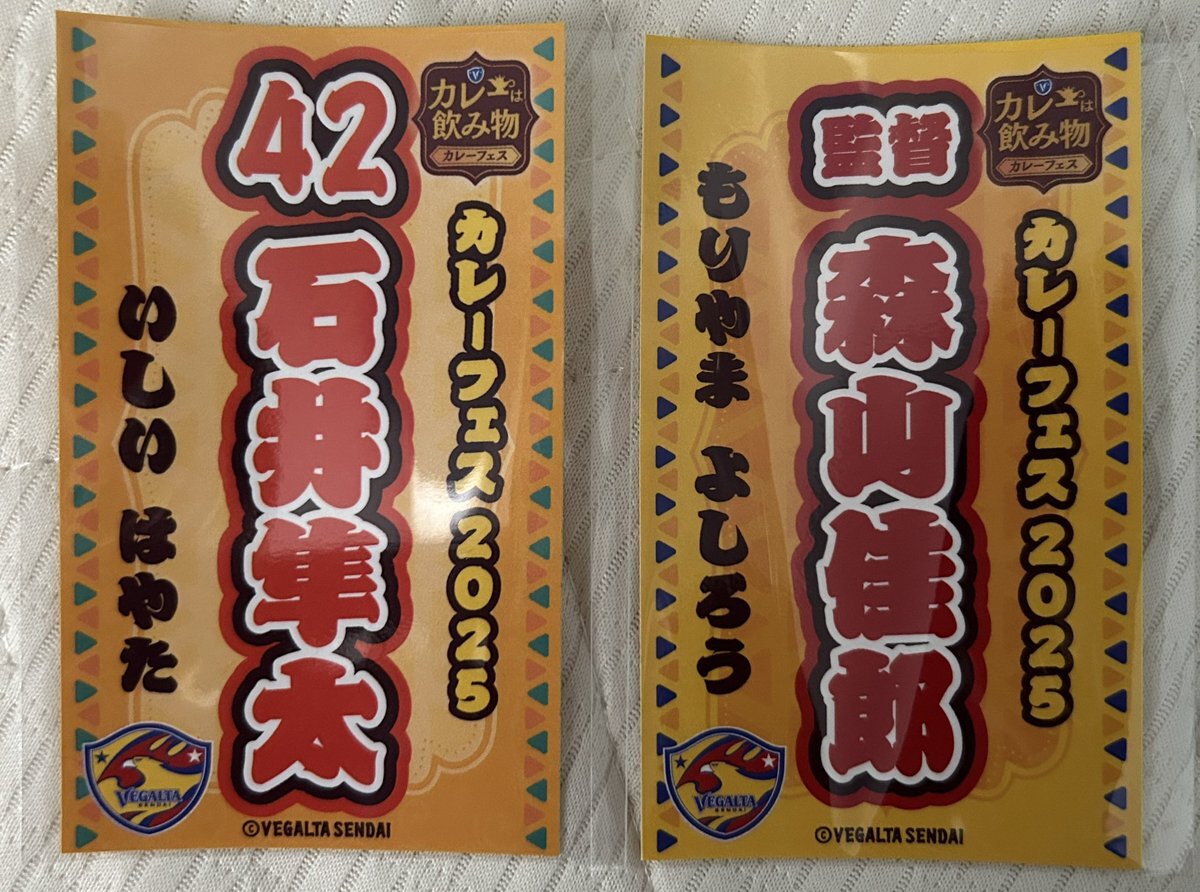 42
石井隼太
いしい はやた
カレーフェス2025
カレーは
飲み物
カレーフェス
VEGALTA
SENDAI
©VEGALTA SENDAI
監督
森山佳郎
もりやま よしろう
カレーフェス2025
カレーは
飲み物
カレーフェス
VEGALTA
SENDAI
©VEGALTA SENDAI